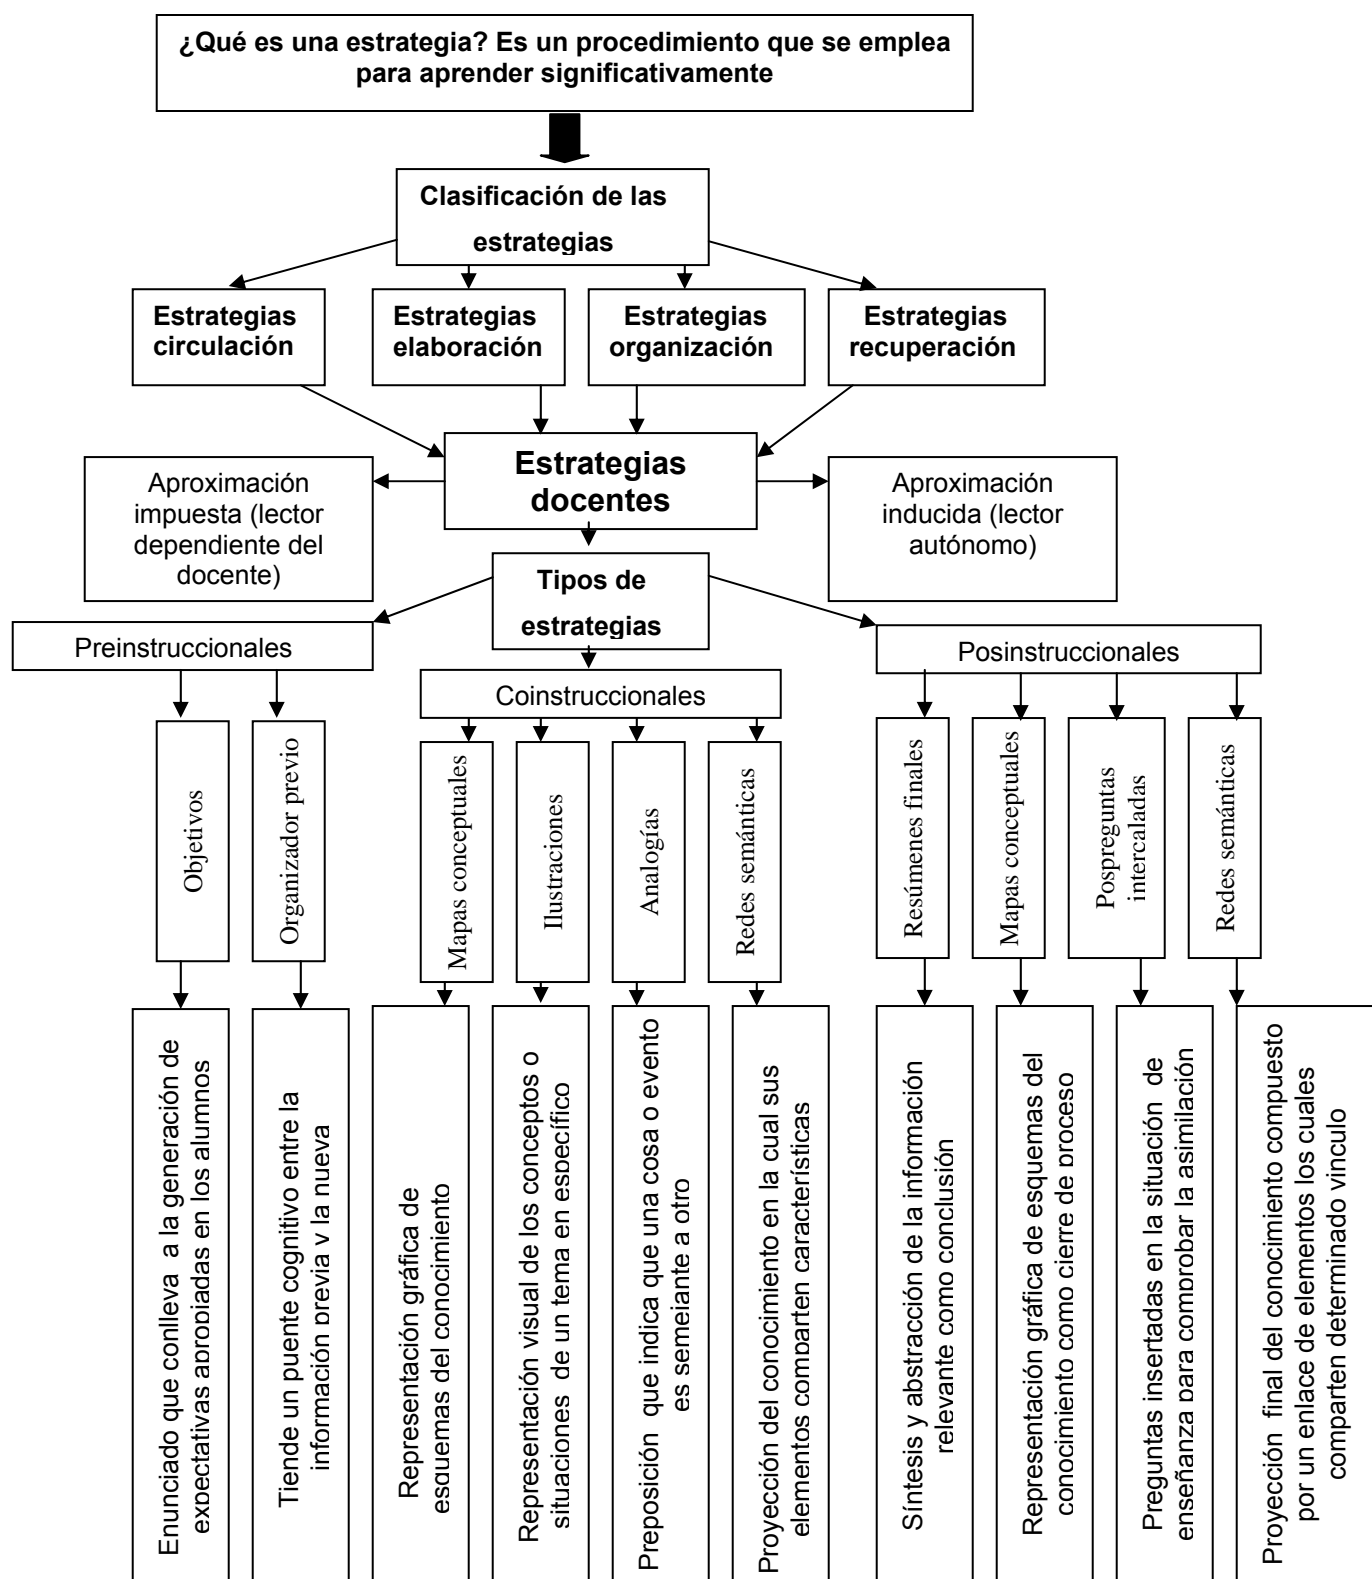 ¿Qué es una estrategia? Es un procedimiento que se emplea
para aprender significativamente
Clasificación de las
estrategias
Estrategias
circulación
Estrategias
elaboración
Estrategias
organización
Estrategias
recuperación
Estrategias
docentes
Aproximación
impuesta (lector
dependiente del
docente)
Aproximación
inducida (lector
autónomo)
Tipos de
estrategias
Preinstruccionales
Coinstruccionales
Posinstruccionales
Objetivos
Organizador previo
Mapas conceptuales
Ilustraciones
Analogías
Redes semánticas
Resúmenes finales
Mapas conceptuales
Pospreguntas
intercaladas
Redes semánticas
Enunciado que conlleva a la generación de
expectativas apropiadas en los alumnos
Tiende un puente cognitivo entre la
información previa y la nueva
Representación gráfica de
esquemas del conocimiento
Representación visual de los conceptos o
situaciones de un tema en específico
Preposición que indica que una cosa o evento
es semejante a otro
Proyección del conocimiento en la cual sus
elementos comparten características
Síntesis y abstracción de la información
relevante como conclusión
Representación gráfica de esquemas del
conocimiento como cierre de proceso
Preguntas insertadas en la situación de
enseñanza para comprobar la asimilación
Proyección final del conocimiento compuesto
por un enlace de elementos los cuales
comparten determinado vinculo